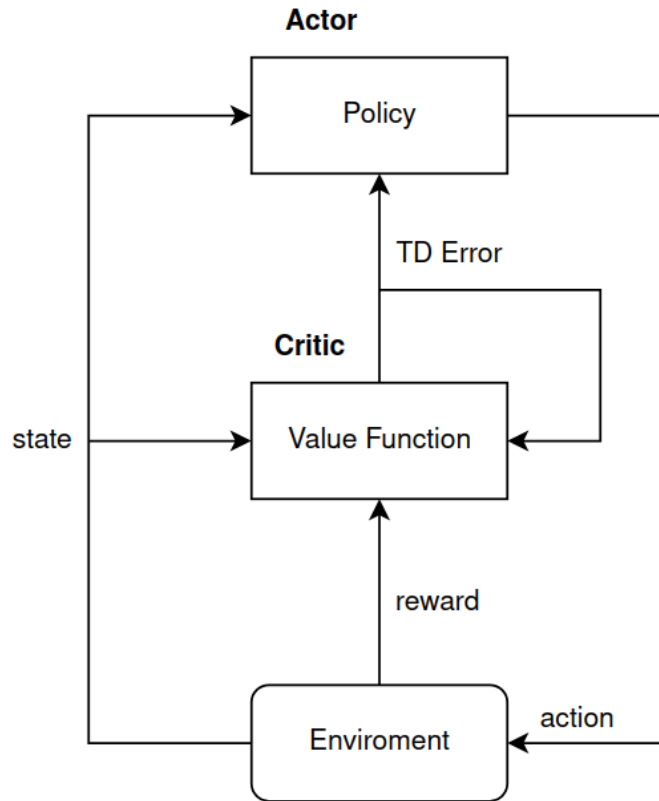 Actor
Policy
TD Error
Critic
state
Value Function
reward
action
Enviroment